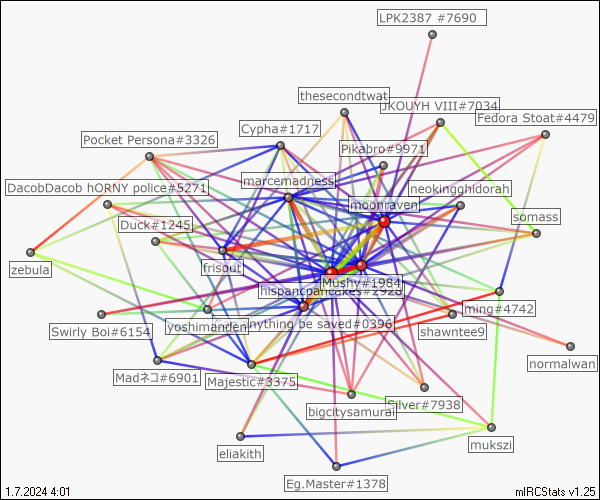 LPK2387 #7690
thesecondtwat
JKOUYH VIII#7034
Fedora Stoat#4479
Cypha#1717
Pocket Persona#3326
Pikabro#9971
marcemadness
DacobDacob hORNY police#5271
neokingghidorah
moonraven
somass
Duck#1245
frisout
zebula
Mushy#1984
hispancpancakes#2923
ming#4742
Swirly Boi#6154
yoshimanden
nything be saved#0396
shawntee9
normalwan
Madネコ#6901
Majestic#3375
bigcitysamurai
Silver#7938
mukszi
eliakith
Eg.Master#1378
1.7.2024 4:01
mIRCStats v1.25